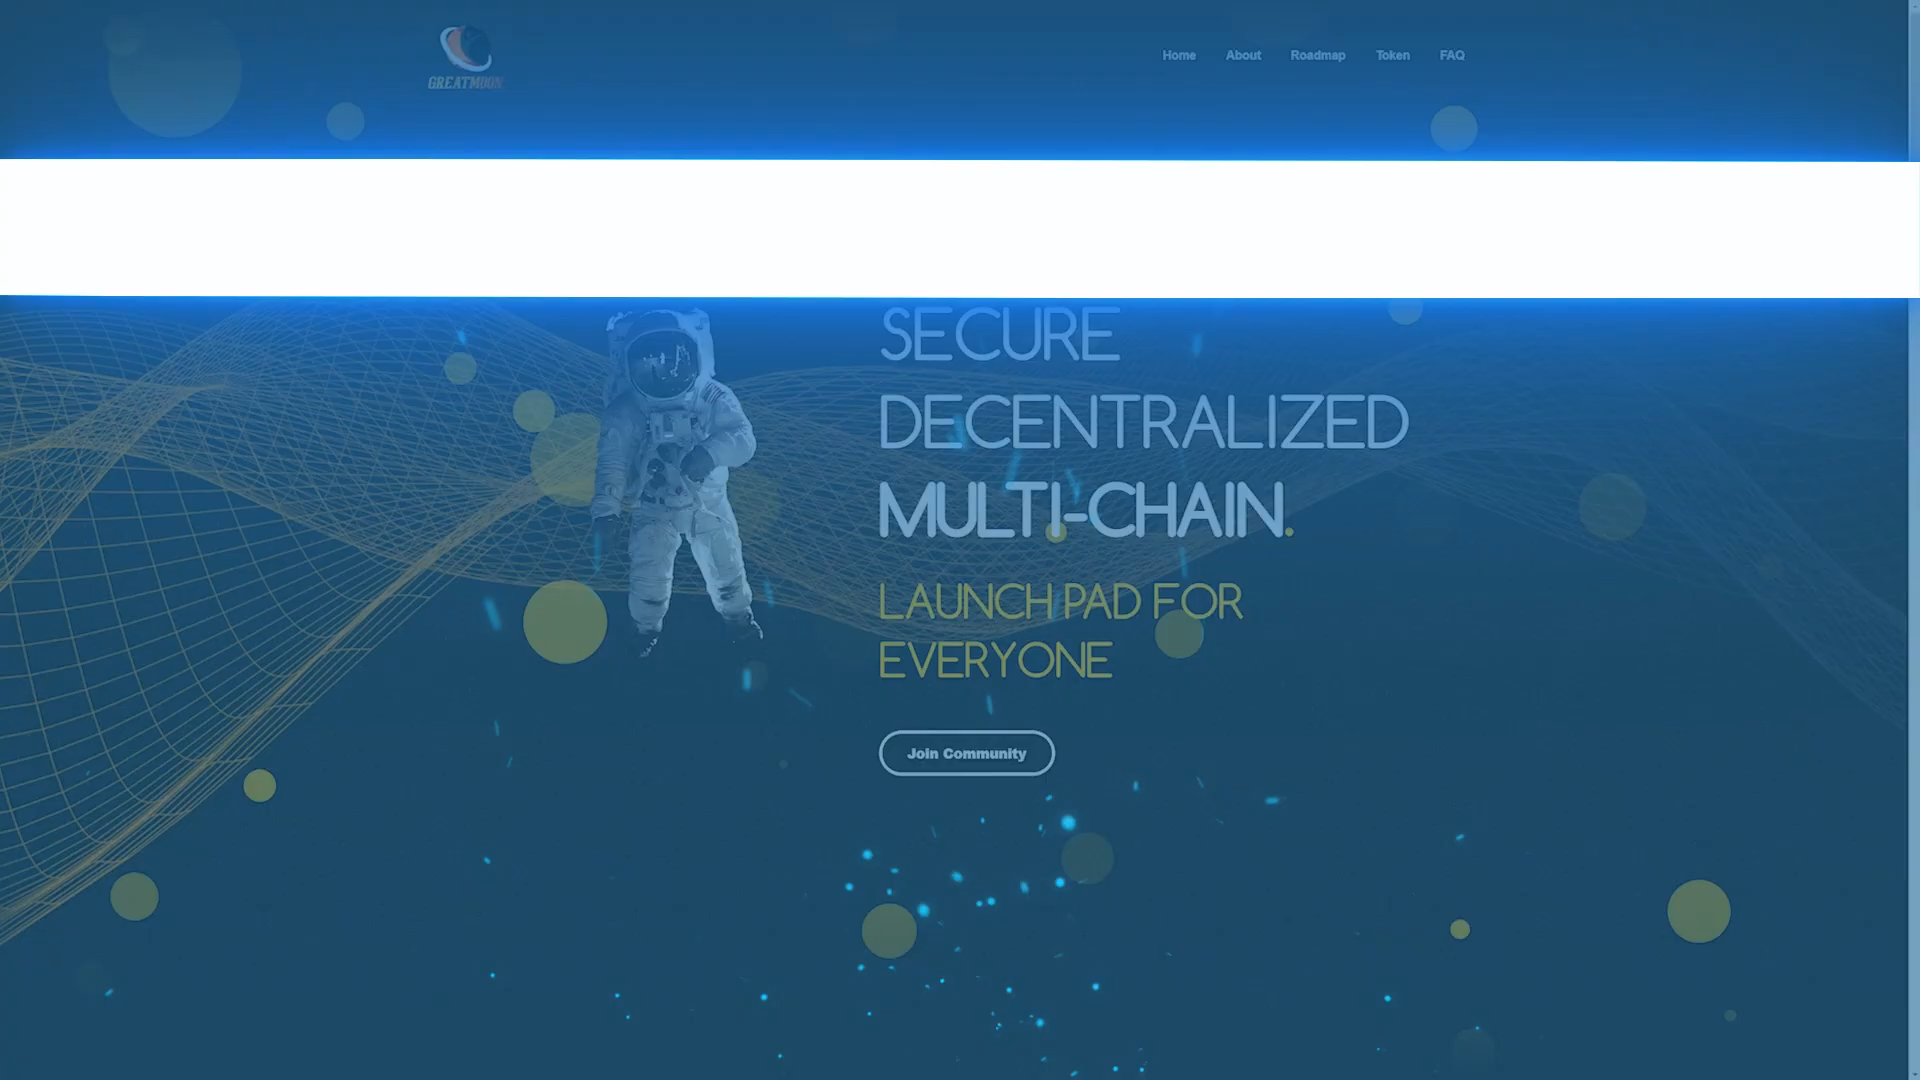 GREATMOON
Home About Roadmap Token FAQ
SECURE
DECENTRALIZED
MULTI-CHAIN.
LAUNCH PAD FOR
EVERYONE
Join Community